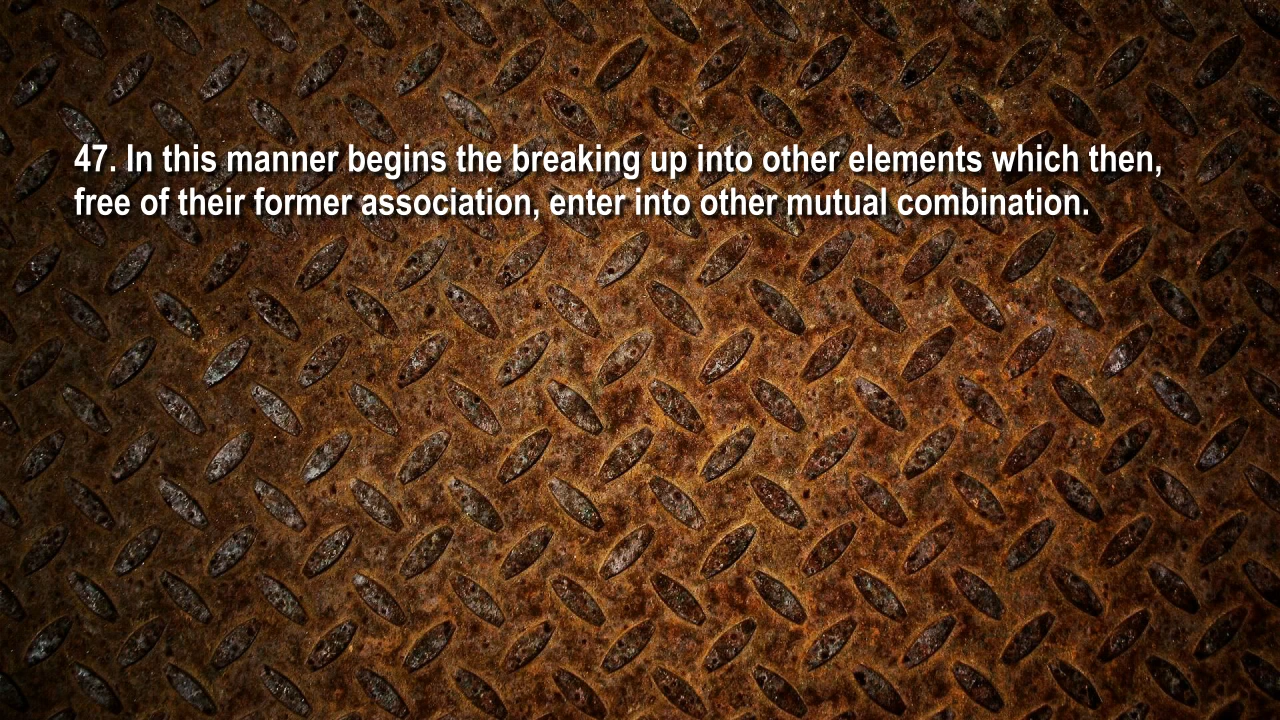 47. In this manner begins the breaking up into other elements which then,
free of their former association, enter into other mutual combination.